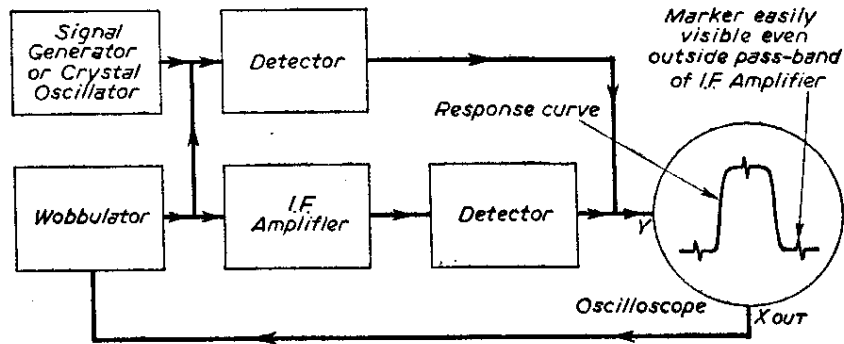 Signal
Generator
or Crystal
Oscillator
Detector
Marker easily
visible even
outside pass-band
of I.F. Amplifier
Response curve
Wobbulator
I.F.
Amplifier
Detector
Y
Oscilloscope
X OUT